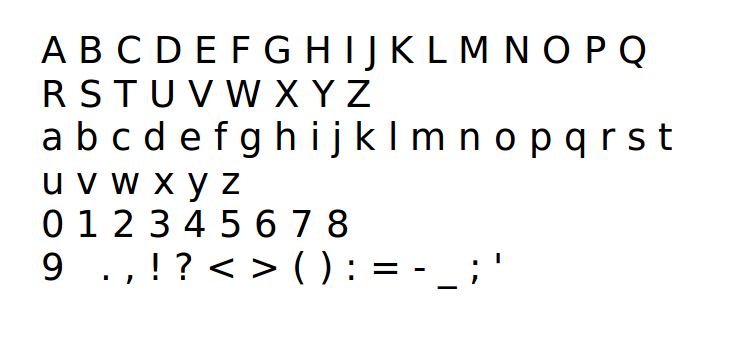 A B C D E F G H I J K L M N O P Q
R S T U V W X Y Z
a b c d e f g h i j k l m n o p q r s t
u v w x y z
0 1 2 3 4 5 6 7 8
9   . , ! ? < > ( ) : = - _ ; '